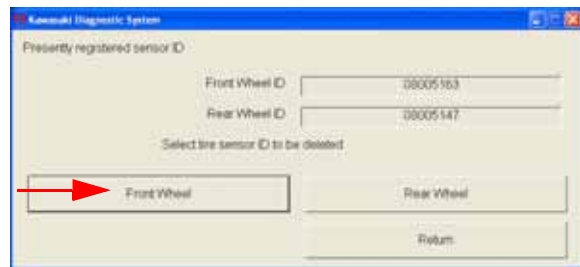 Kawasaki Diagnostic System
Presently registered sensor ID
Front Wheel ID 08005163
Rear Wheel ID 08005147
Select tire sensor ID to be deleted
Front Wheel Rear Wheel
Return